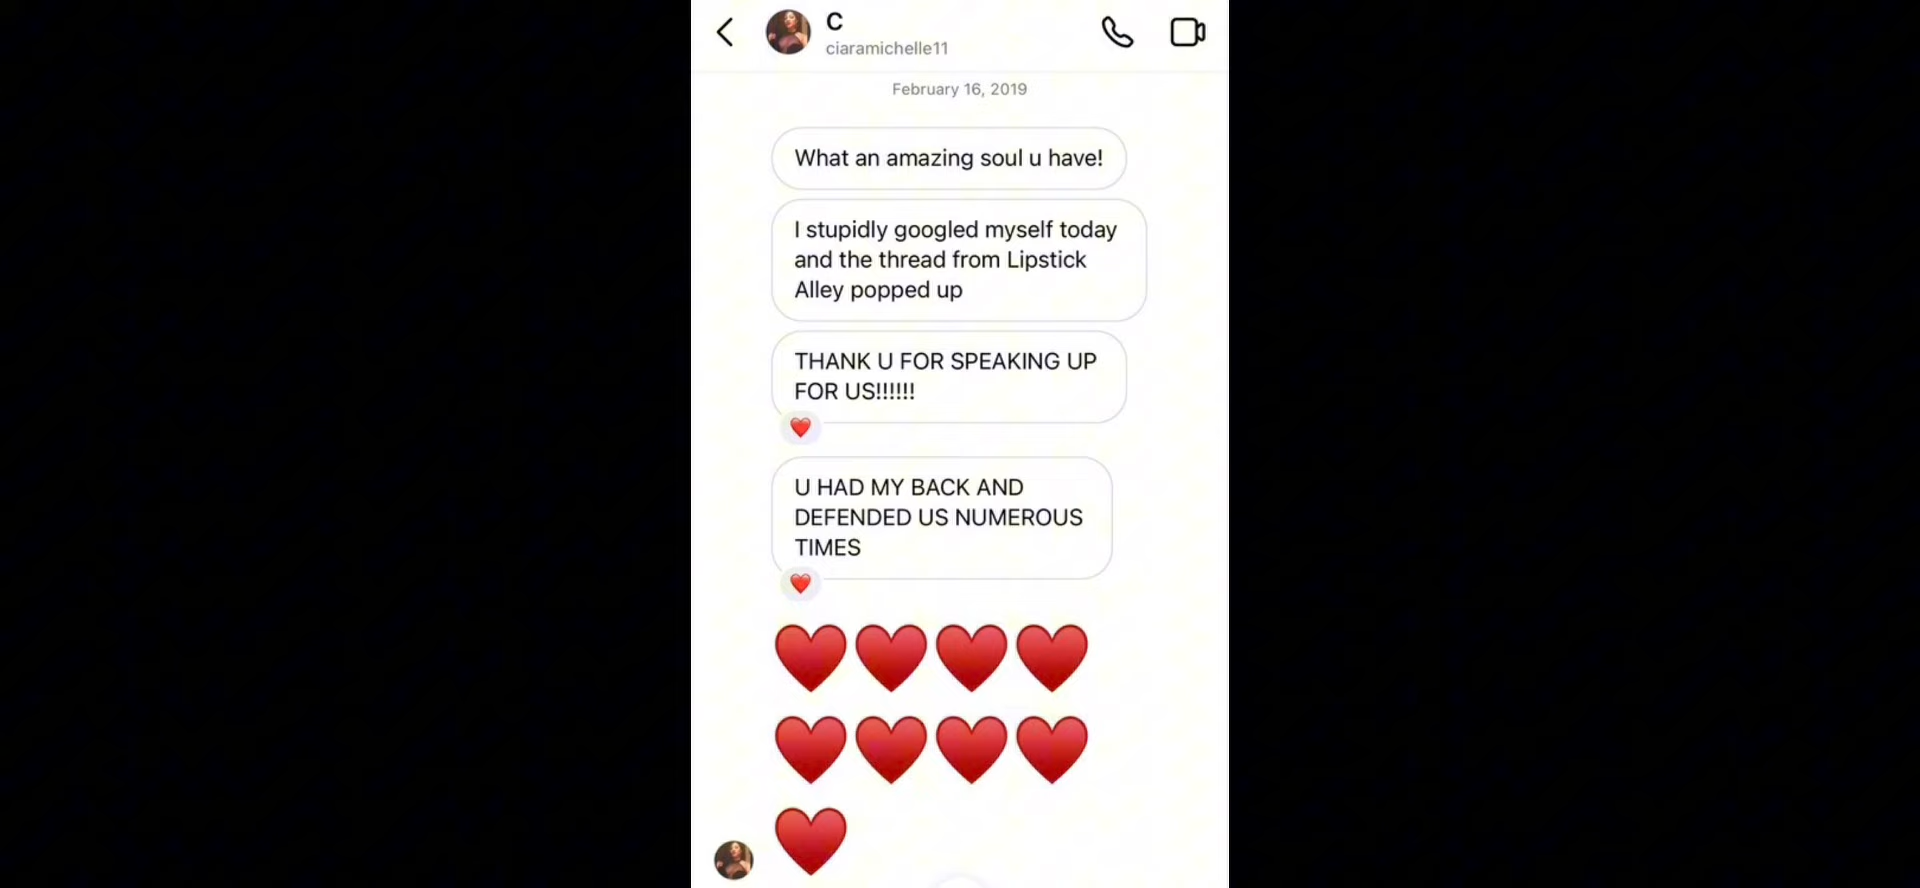 C
ciaramichelle11
February 16, 2019
What an amazing soul u have!
I stupidly googled myself today
and the thread from Lipstick
Alley popped up
THANK U FOR SPEAKING UP
FOR US!!!!!!
U HAD MY BACK AND
DEFENDED US NUMEROUS
TIMES